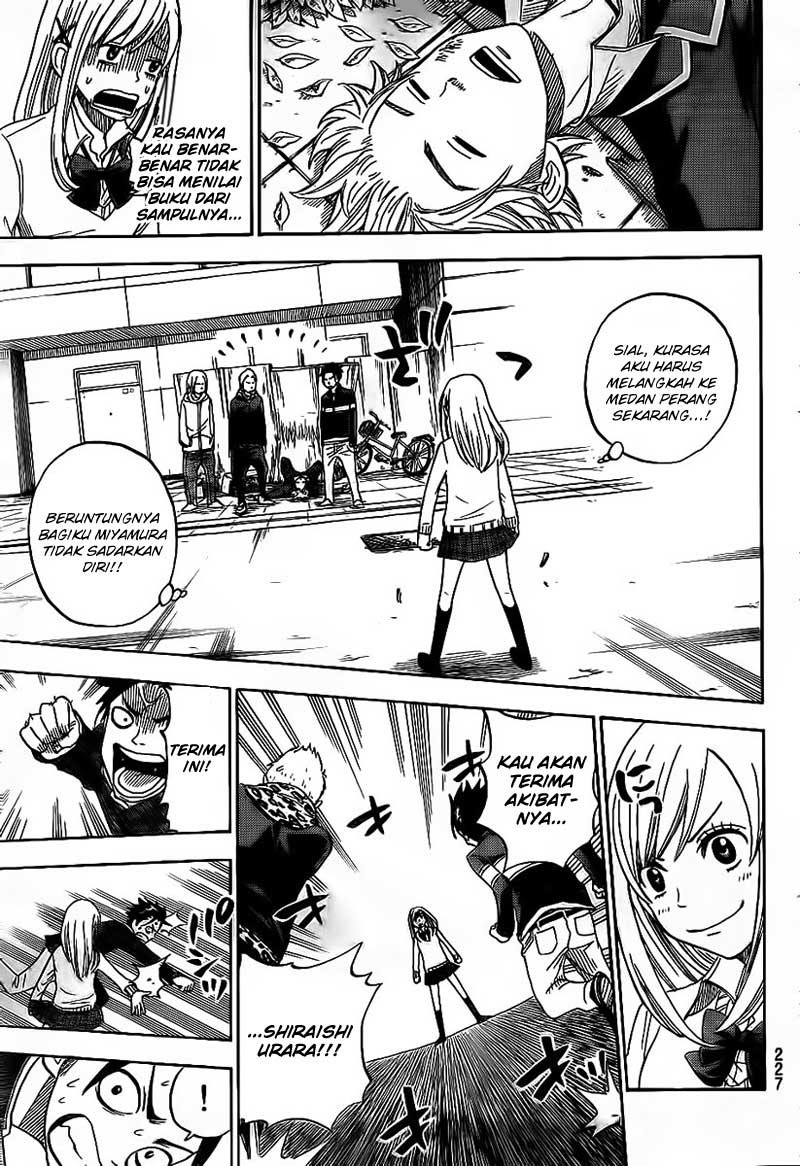 RASANYA
KAU BENAR-
BENAR TIDAK
BISA MENILAI
BUKU DARI
SAMPULNYA...
SIAL, KURASA
AKU HARUS
MELANGKAH KE
MEDAN PERANG
SEKARANG...!
BERUNTUNGNYA
BAGIKU MIYAMURA
TIDAK SADARKAN
DIRI!!
KAU AKAN
TERIMA
AKIBAT-
NYA...
...SHIRAISHI
URARA!!!
TERIMA
INI!
!
227